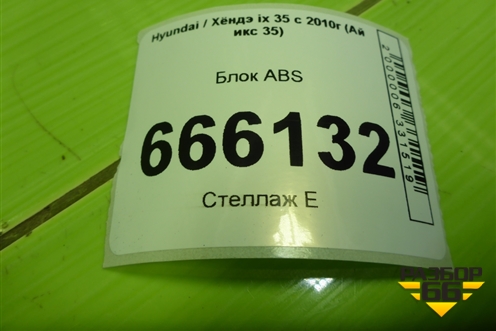 Hyundai / Хёндэ ix 35 с 2010г (Ай
икс 35)
Блок ABS
666132
Стеллаж Е
2000006331519
РАЗБОР
66